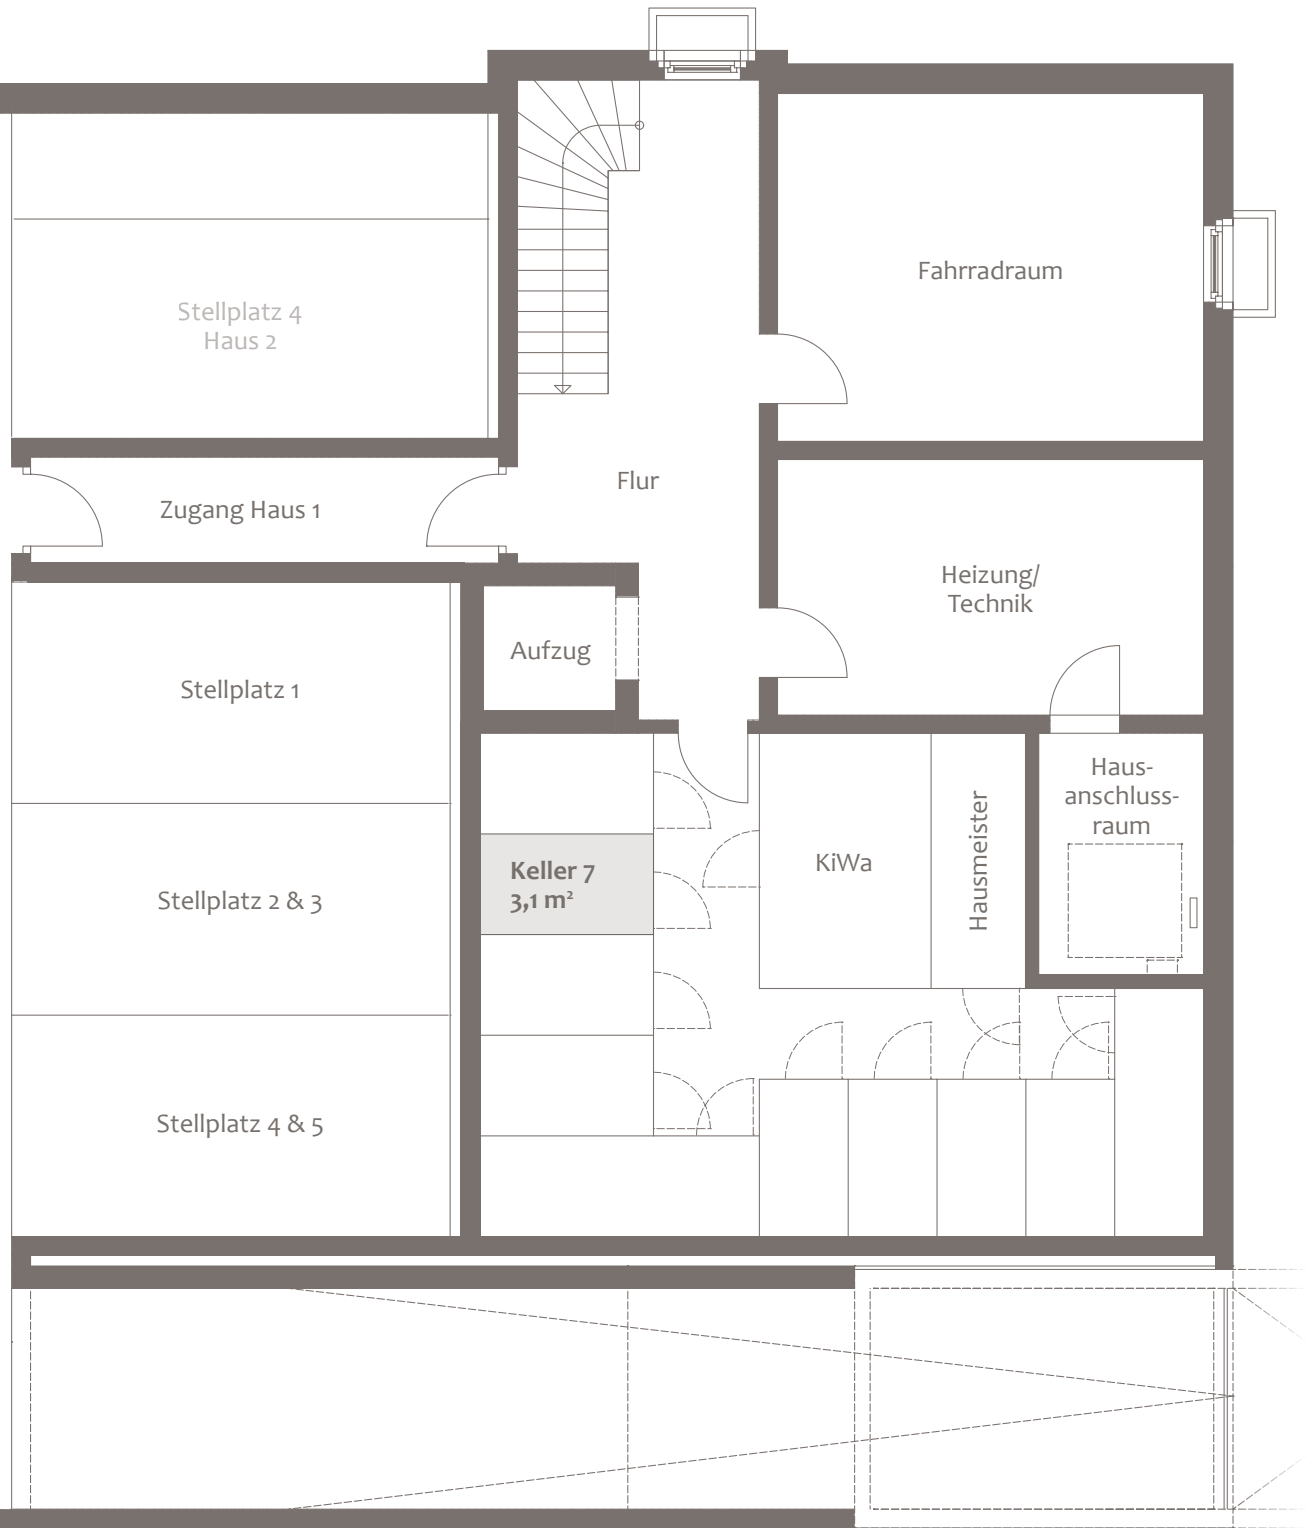 Fahrradraum
Stellplatz 4
Haus 2
Flur
Zugang Haus 1
Heizung/
Technik
Aufzug
Stellplatz 1
Haus-
anschluss-
raum
Hausmeister
KiWa
Keller 7
3,1 m²
Stellplatz 2 & 3
Stellplatz 4 & 5